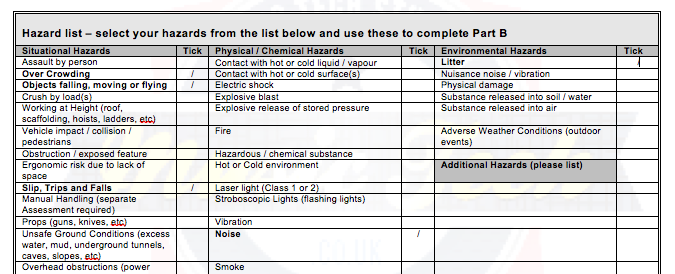 Hazard list – select your hazards from the list below and use these to complete Part B
Situational Hazards Tick Physical / Chemical Hazards Tick Environmental Hazards Tick
Assault by person Contact with hot or cold liquid / vapour Litter /
Over Crowding / Contact with hot or cold surface(s) Nuisance noise / vibration
Objects falling, moving or flying / Electric shock Physical damage
Crush by load(s) Explosive blast Substance released into soil / water
Working at Height (roof, Explosive release of stored pressure Substance released into air
scaffolding, hoists, ladders, etc)
Vehicle impact / collision / Fire Adverse Weather Conditions (outdoor
pedestrians events)
Obstruction / exposed feature Hazardous / chemical substance
Ergonomic risk due to lack of Hot or Cold environment Additional Hazards (please list)
space
Slip, Trips and Falls / Laser light (Class 1 or 2)
Manual Handling (separate Stroboscopic Lights (flashing lights)
Assessment required)
Props (guns, knives, etc) Vibration
Unsafe Ground Conditions (excess Noise /
water, mud, underground tunnels,
caves, slopes, etc)
Overhead obstructions (power Smoke